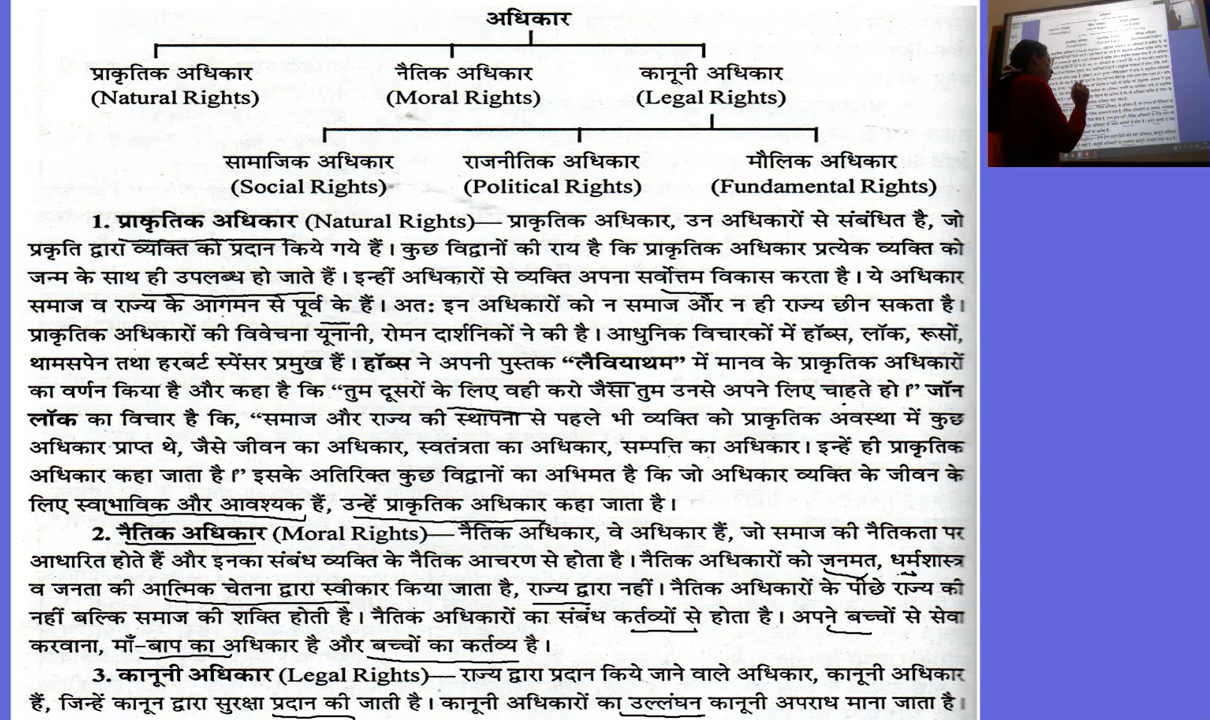 अधिकार
प्राकृतिक अधिकार नैतिक अधिकार कानूनी अधिकार
(Natural Rights) (Moral Rights) (Legal Rights)
सामाजिक अधिकार राजनीतिक अधिकार मौलिक अधिकार
(Social Rights) (Political Rights) (Fundamental Rights)
1. प्राकृतिक अधिकार (Natural Rights)— प्राकृतिक अधिकार, उन अधिकारों से संबंधित है, जो
प्रकृति द्वारा व्यक्ति को प्रदान किये गये हैं। कुछ विद्वानों की राय है कि प्राकृतिक अधिकार प्रत्येक व्यक्ति को
जन्म के साथ ही उपलब्ध हो जाते हैं। इन्हीं अधिकारों से व्यक्ति अपना सर्वोत्तम विकास करता है। ये अधिकार
समाज व राज्य के आगमन से पूर्व के हैं। अत: इन अधिकारों को न समाज और न ही राज्य छीन सकता है।
प्राकृतिक अधिकारों की विवेचना यूनानी, रोमन दार्शनिकों ने की है। आधुनिक विचारकों में हॉब्स, लॉक, रूसों,
थामसपेन तथा हरबर्ट स्पेंसर प्रमुख हैं। हॉब्स ने अपनी पुस्तक “लैवियाथम” में मानव के प्राकृतिक अधिकारों
का वर्णन किया है और कहा है कि “तुम दूसरों के लिए वही करो जैसा तुम उनसे अपने लिए चाहते हो।” जॉन
लॉक का विचार है कि, “समाज और राज्य की स्थापना से पहले भी व्यक्ति को प्राकृतिक अवस्था में कुछ
अधिकार प्राप्त थे, जैसे जीवन का अधिकार, स्वतंत्रता का अधिकार, सम्पत्ति का अधिकार। इन्हें ही प्राकृतिक
अधिकार कहा जाता है।” इसके अतिरिक्त कुछ विद्वानों का अभिमत है कि जो अधिकार व्यक्ति के जीवन के
लिए स्वाभाविक और आवश्यक हैं, उन्हें प्राकृतिक अधिकार कहा जाता है।
2. नैतिक अधिकार (Moral Rights)— नैतिक अधिकार, वे अधिकार हैं, जो समाज की नैतिकता पर
आधारित होते हैं और इनका संबंध व्यक्ति के नैतिक आचरण से होता है। नैतिक अधिकारों को जनमत, धर्मशास्त्र
व जनता की आत्मिक चेतना द्वारा स्वीकार किया जाता है, राज्य द्वारा नहीं। नैतिक अधिकारों के पीछे राज्य की
नहीं बल्कि समाज की शक्ति होती है। नैतिक अधिकारों का संबंध कर्तव्यों से होता है। अपने बच्चों से सेवा
करवाना, माँ-बाप का अधिकार है और बच्चों का कर्तव्य है।
3. कानूनी अधिकार (Legal Rights)— राज्य द्वारा प्रदान किये जाने वाले अधिकार, कानूनी अधिकार
हैं, जिन्हें कानून द्वारा सुरक्षा प्रदान की जाती है। कानूनी अधिकारों का उल्लंघन कानूनी अपराध माना जाता है।